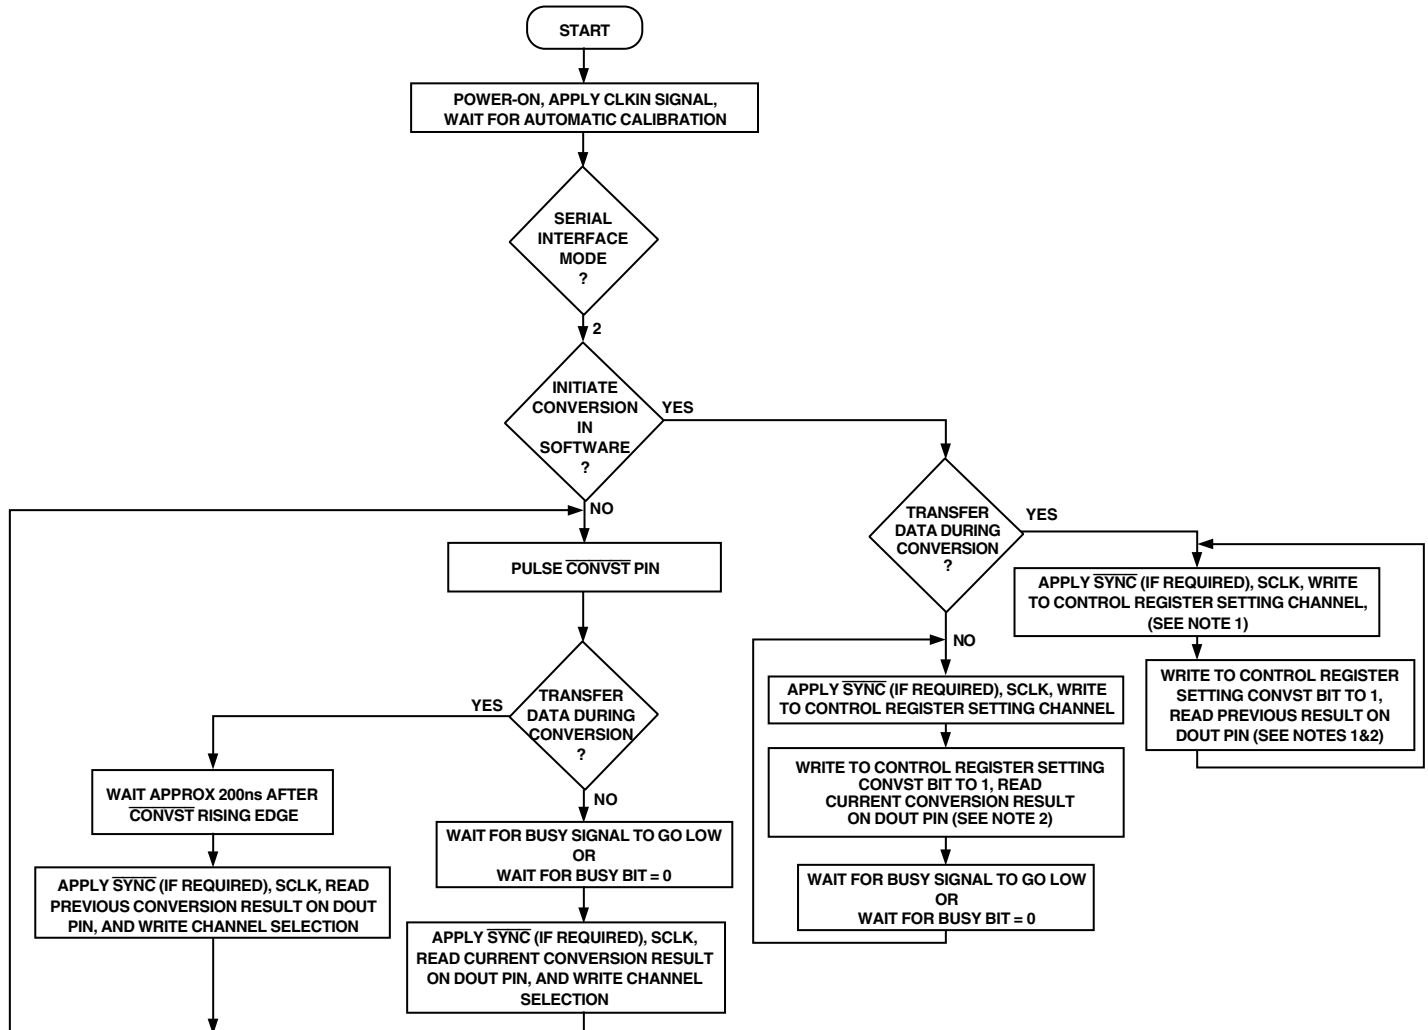 START
POWER-ON, APPLY CLKIN SIGNAL,
WAIT FOR AUTOMATIC CALIBRATION
SERIAL
INTERFACE
MODE
?
2
INITIATE
CONVERSION
IN
SOFTWARE
?
YES
NO
PULSE CONVST PIN
TRANSFER
DATA DURING
CONVERSION
?
YES
NO
WAIT APPROX 200ns AFTER
CONVST RISING EDGE
APPLY SYNC (IF REQUIRED), SCLK, READ
PREVIOUS CONVERSION RESULT ON DOUT
PIN, AND WRITE CHANNEL SELECTION
WAIT FOR BUSY SIGNAL TO GO LOW
OR
WAIT FOR BUSY BIT = 0
APPLY SYNC (IF REQUIRED), SCLK,
READ CURRENT CONVERSION RESULT
ON DOUT PIN, AND WRITE CHANNEL
SELECTION
TRANSFER
DATA DURING
CONVERSION
?
YES
NO
APPLY SYNC (IF REQUIRED), SCLK, WRITE
TO CONTROL REGISTER SETTING CHANNEL
WRITE TO CONTROL REGISTER SETTING
CONVST BIT TO 1, READ
CURRENT CONVERSION RESULT
ON DOUT PIN (SEE NOTE 2)
WAIT FOR BUSY SIGNAL TO GO LOW
OR
WAIT FOR BUSY BIT = 0
APPLY SYNC (IF REQUIRED), SCLK, WRITE
TO CONTROL REGISTER SETTING CHANNEL,
(SEE NOTE 1)
WRITE TO CONTROL REGISTER
SETTING CONVST BIT TO 1,
READ PREVIOUS RESULT ON
DOUT PIN (SEE NOTES 1&2)